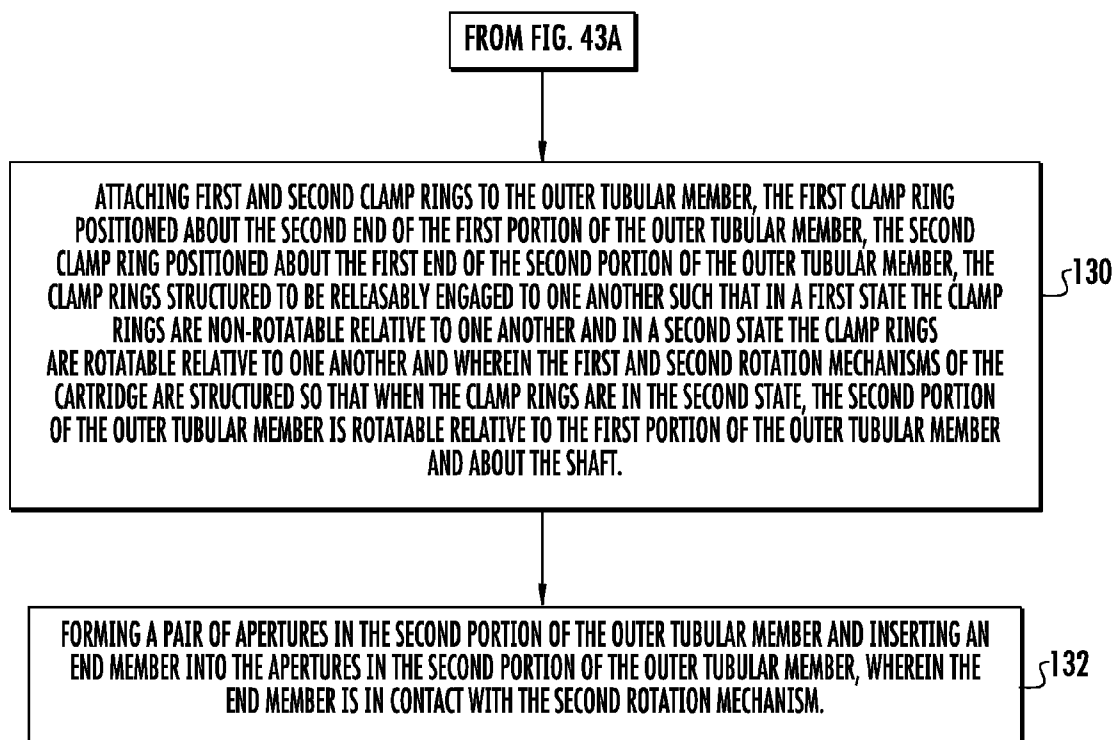 FROM FIG. 43A
ATTACHING FIRST AND SECOND CLAMP RINGS TO THE OUTER TUBULAR MEMBER, THE FIRST CLAMP RING
POSITIONED ABOUT THE SECOND END OF THE FIRST PORTION OF THE OUTER TUBULAR MEMBER, THE SECOND
CLAMP RING POSITIONED ABOUT THE FIRST END OF THE SECOND PORTION OF THE OUTER TUBULAR MEMBER, THE
CLAMP RINGS STRUCTURED TO BE RELEASABLY ENGAGED TO ONE ANOTHER SUCH THAT IN A FIRST STATE THE CLAMP
RINGS ARE NON-ROTATABLE RELATIVE TO ONE ANOTHER AND IN A SECOND STATE THE CLAMP RINGS
ARE ROTATABLE RELATIVE TO ONE ANOTHER AND WHEREIN THE FIRST AND SECOND ROTATION MECHANISMS OF THE
CARTRIDGE ARE STRUCTURED SO THAT WHEN THE CLAMP RINGS ARE IN THE SECOND STATE, THE SECOND PORTION
OF THE OUTER TUBULAR MEMBER IS ROTATABLE RELATIVE TO THE FIRST PORTION OF THE OUTER TUBULAR MEMBER
AND ABOUT THE SHAFT.
130
FORMING A PAIR OF APERTURES IN THE SECOND PORTION OF THE OUTER TUBULAR MEMBER AND INSERTING AN
END MEMBER INTO THE APERTURES IN THE SECOND PORTION OF THE OUTER TUBULAR MEMBER, WHEREIN THE
END MEMBER IS IN CONTACT WITH THE SECOND ROTATION MECHANISM.
132